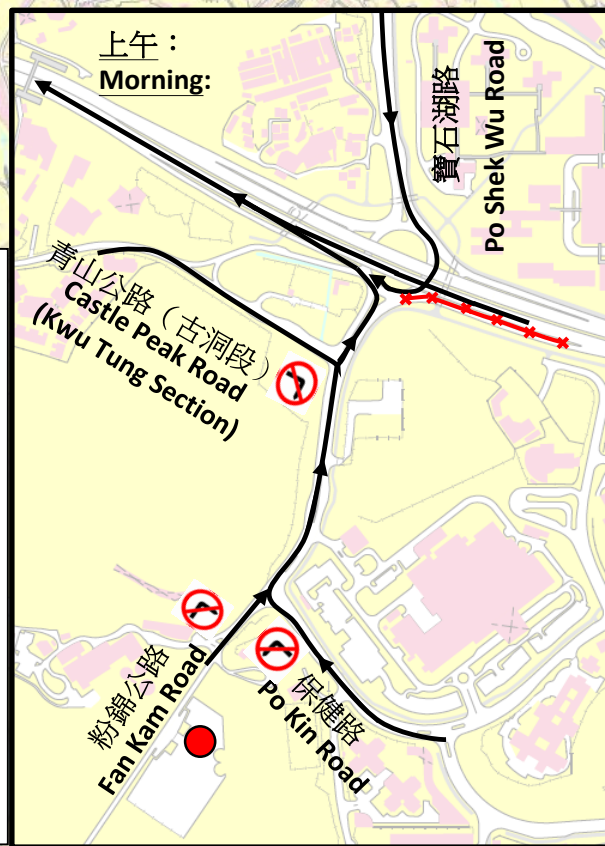 上午：
Morning:
寶石湖路
Po Shek Wu Road
青山公路（古洞段）
Castle Peak Road
(Kwu Tung Section)
粉錦公路
Fan Kam Road
保健路
Po Kin Road